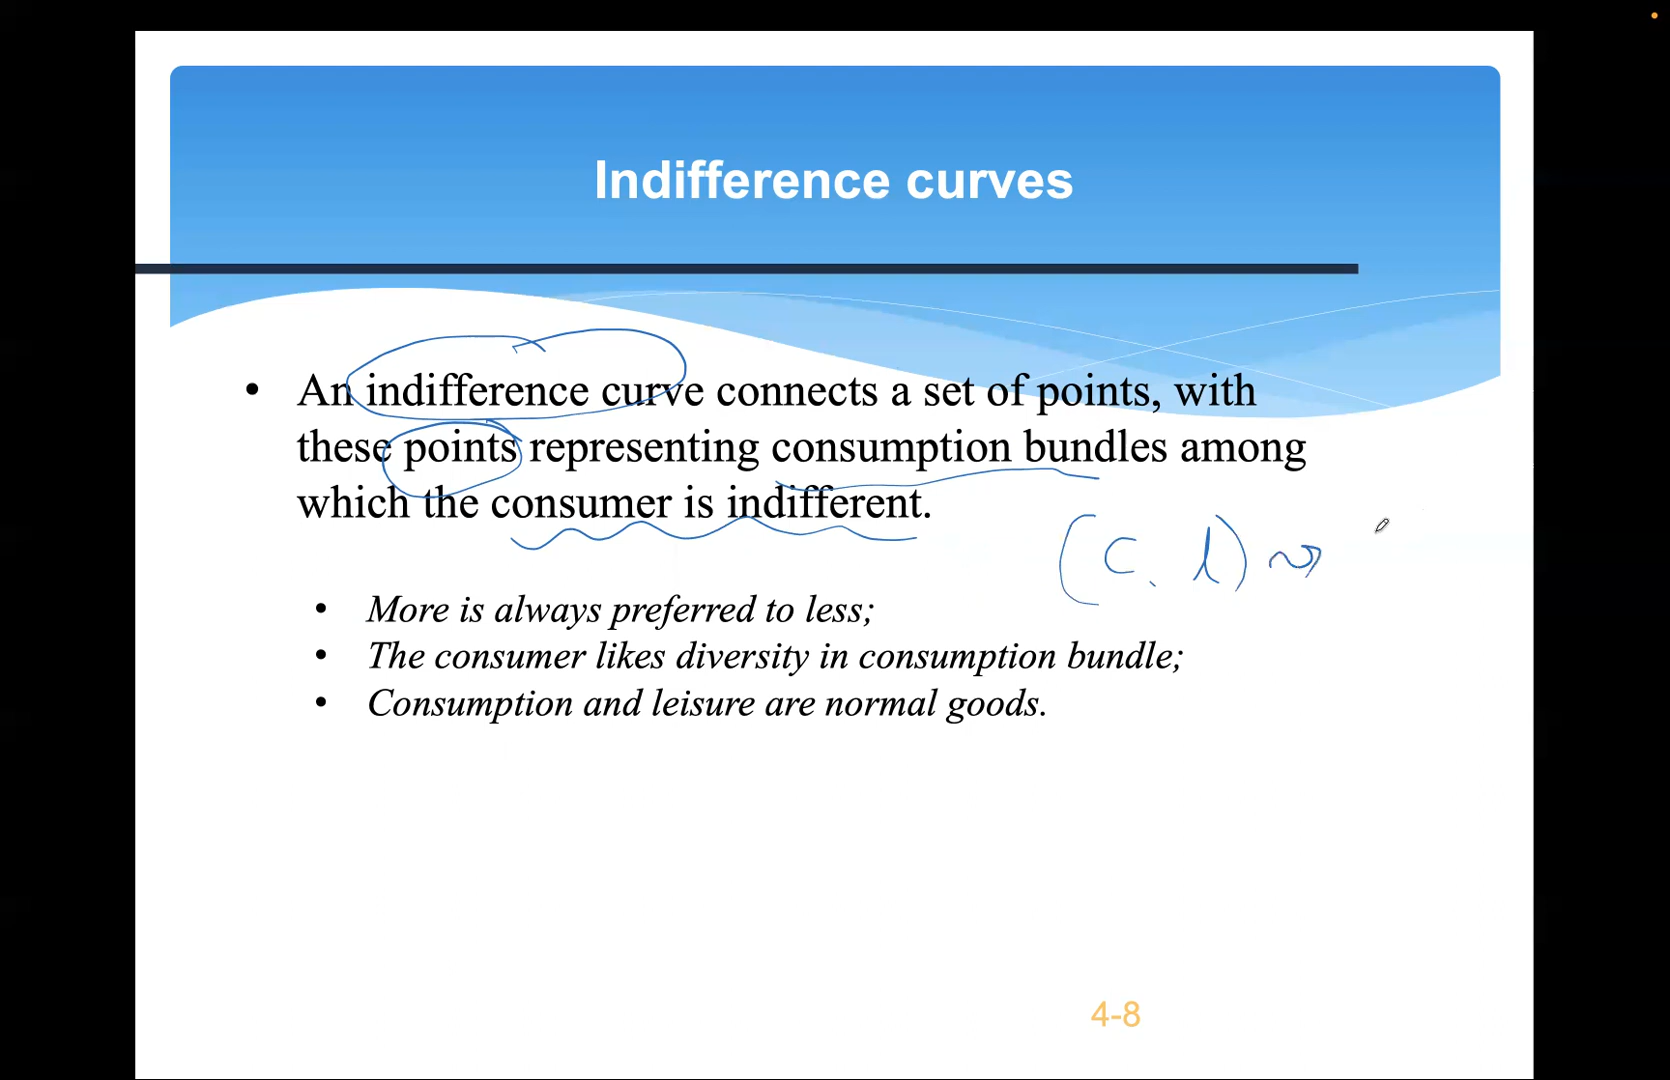 Indifference curves
• An indifference curve connects a set of points, with
these points representing consumption bundles among
which the consumer is indifferent.
(c, l) ~
• More is always preferred to less;
• The consumer likes diversity in consumption bundle;
• Consumption and leisure are normal goods.
4-8